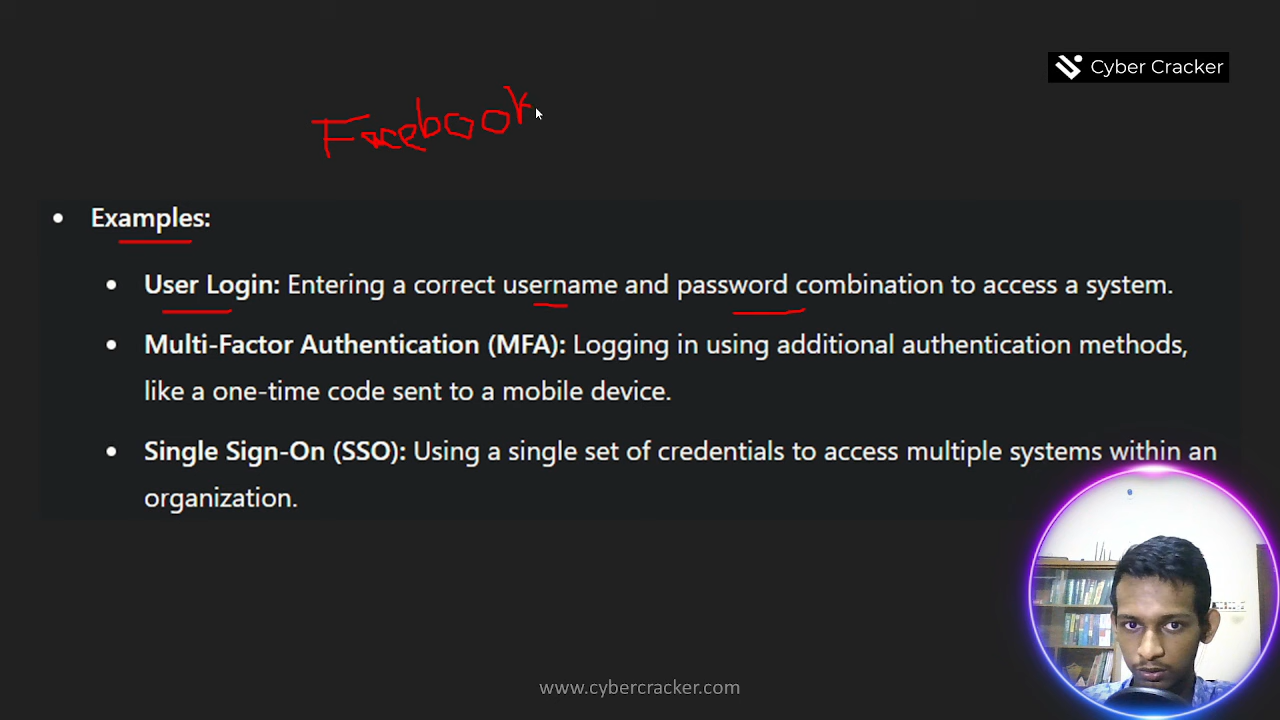 Cyber Cracker
Facebook
• Examples:
• User Login: Entering a correct username and password combination to access a system.
• Multi-Factor Authentication (MFA): Logging in using additional authentication methods,
like a one-time code sent to a mobile device.
• Single Sign-On (SSO): Using a single set of credentials to access multiple systems within an
organization.
www.cybercracker.com